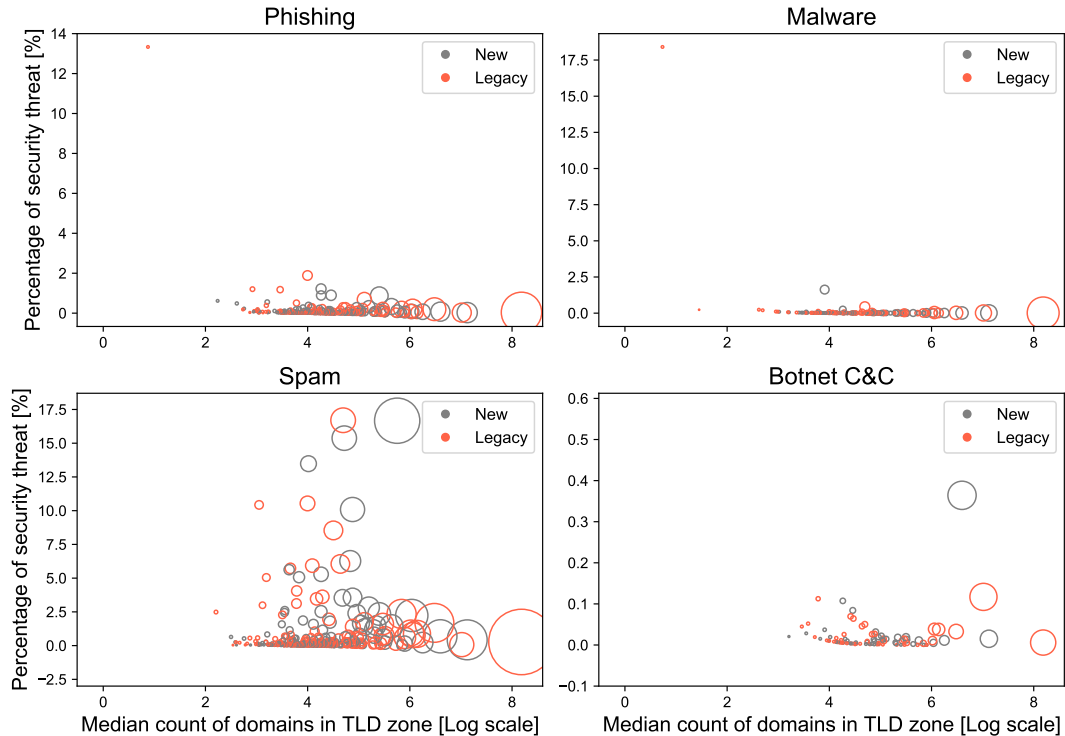 Phishing
Percentage of security threat [%]
14
12
10
8
6
4
2
0
0 2 4 6 8
New
Legacy
Malware
17.5
15.0
12.5
10.0
7.5
5.0
2.5
0.0
0 2 4 6 8
New
Legacy
Spam
Percentage of security threat [%]
17.5
15.0
12.5
10.0
7.5
5.0
2.5
0.0
−2.5
0 2 4 6 8
Median count of domains in TLD zone [Log scale]
New
Legacy
Botnet C&C
0.6
0.5
0.4
0.3
0.2
0.1
0.0
−0.1
0 2 4 6 8
Median count of domains in TLD zone [Log scale]
New
Legacy